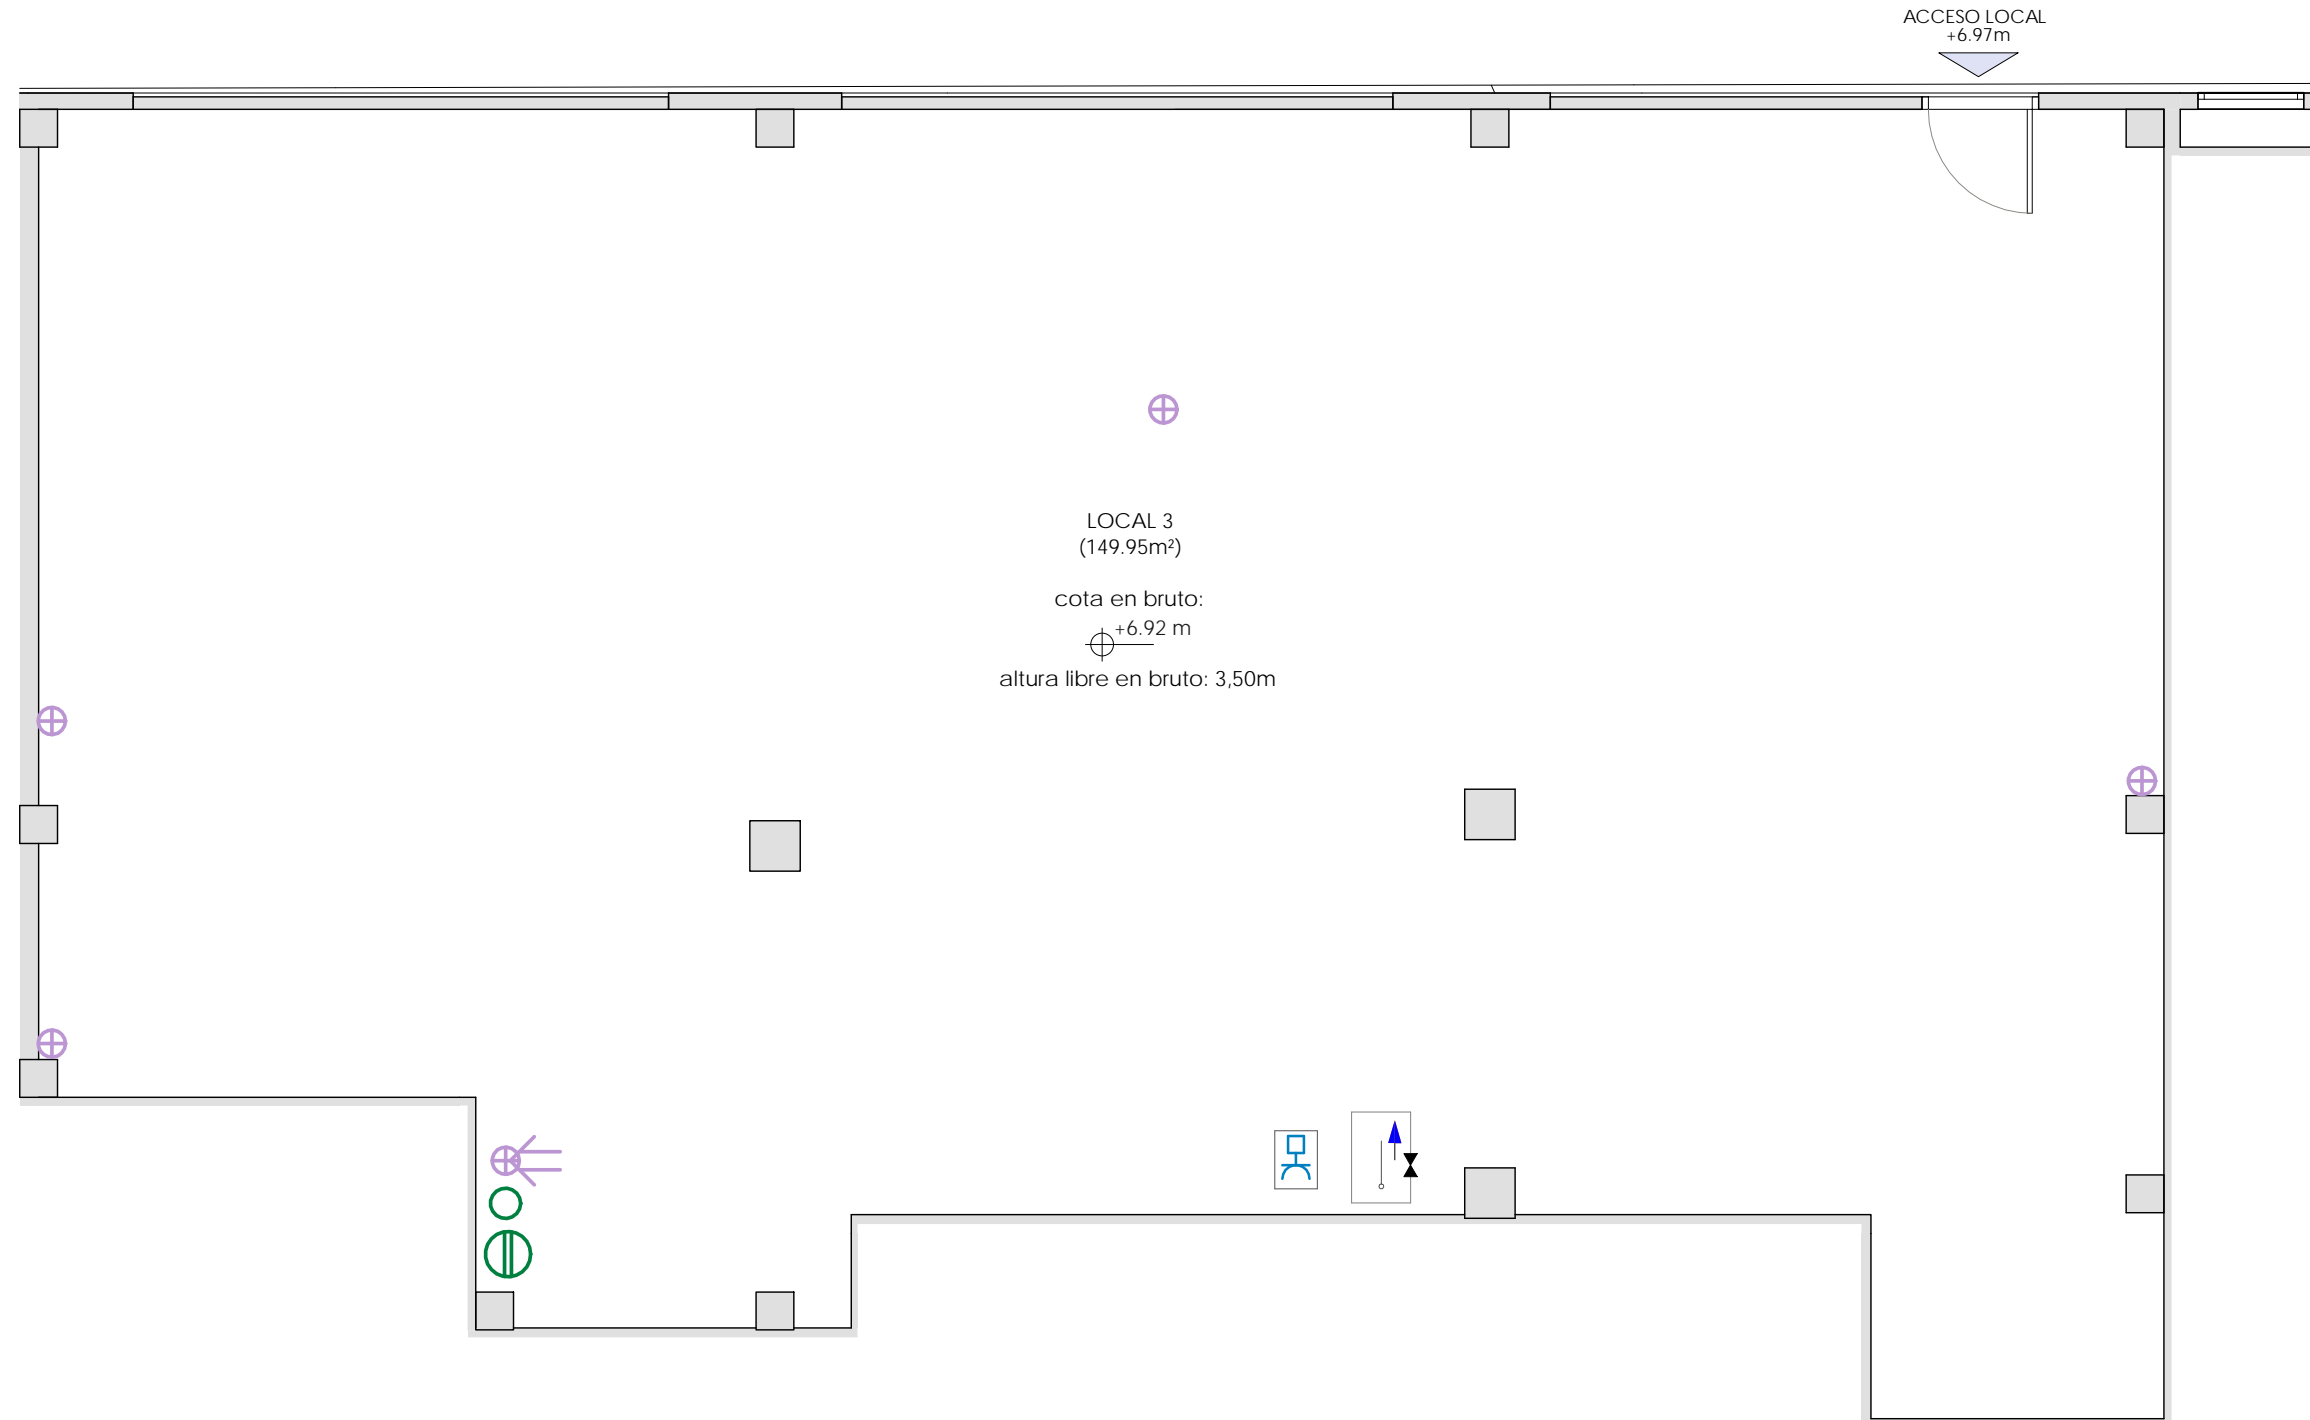 ACCESO LOCAL
+6.97m
LOCAL 3
(149.95m²)
cota en bruto:
+6.92 m
altura libre en bruto: 3,50m